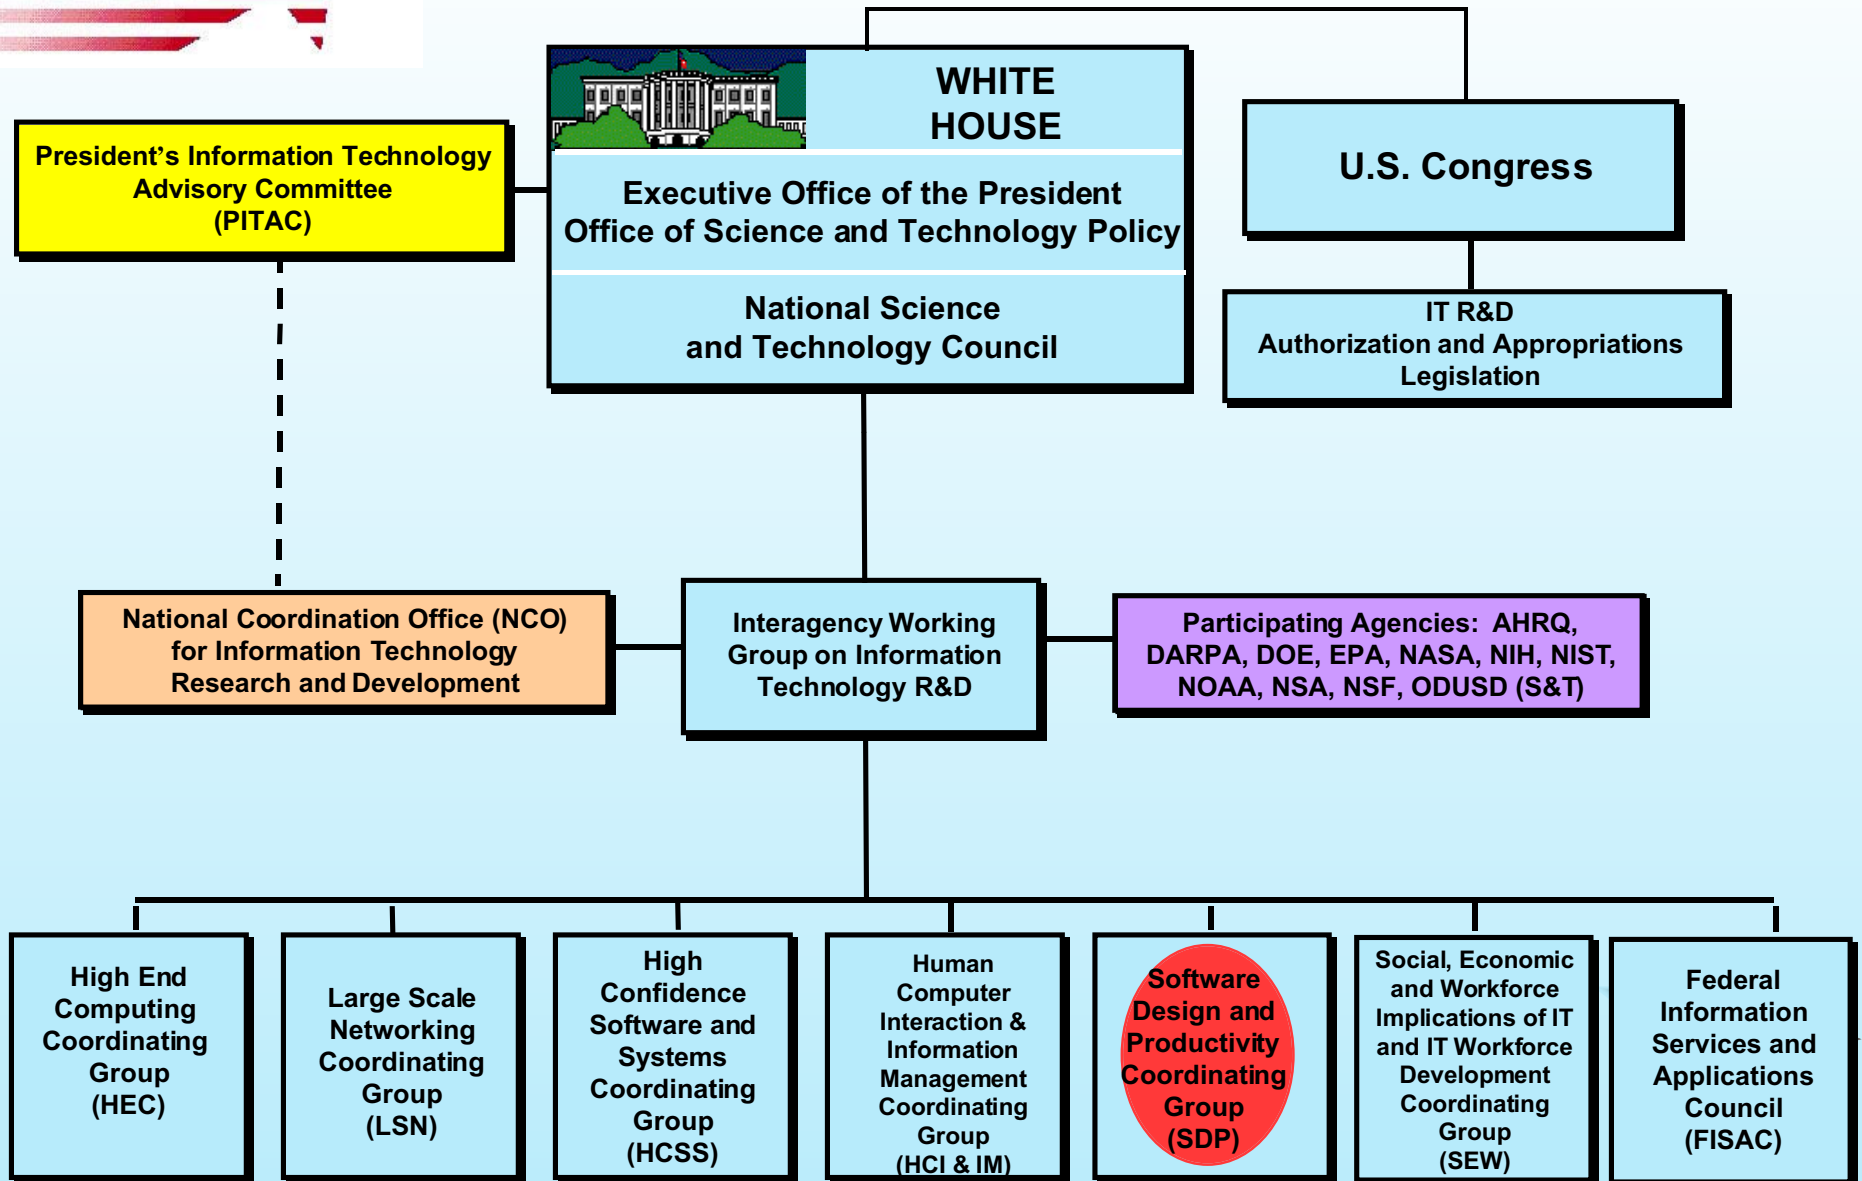 WHITE
HOUSE
Executive Office of the President
Office of Science and Technology Policy
National Science
and Technology Council
President’s Information Technology
Advisory Committee
(PITAC)
U.S. Congress
IT R&D
Authorization and Appropriations
Legislation
National Coordination Office (NCO)
for Information Technology
Research and Development
Interagency Working
Group on Information
Technology R&D
Participating Agencies: AHRQ,
DARPA, DOE, EPA, NASA, NIH, NIST,
NOAA, NSA, NSF, ODUSD (S&T)
High End
Computing
Coordinating
Group
(HEC)
Large Scale
Networking
Coordinating
Group
(LSN)
High
Confidence
Software and
Systems
Coordinating
Group
(HCSS)
Human
Computer
Interaction &
Information
Management
Coordinating
Group
(HCI & IM)
Software
Design and
Productivity
Coordinating
Group
(SDP)
Social, Economic
and Workforce
Implications of IT
and IT Workforce
Development
Coordinating
Group
(SEW)
Federal
Information
Services and
Applications
Council
(FISAC)